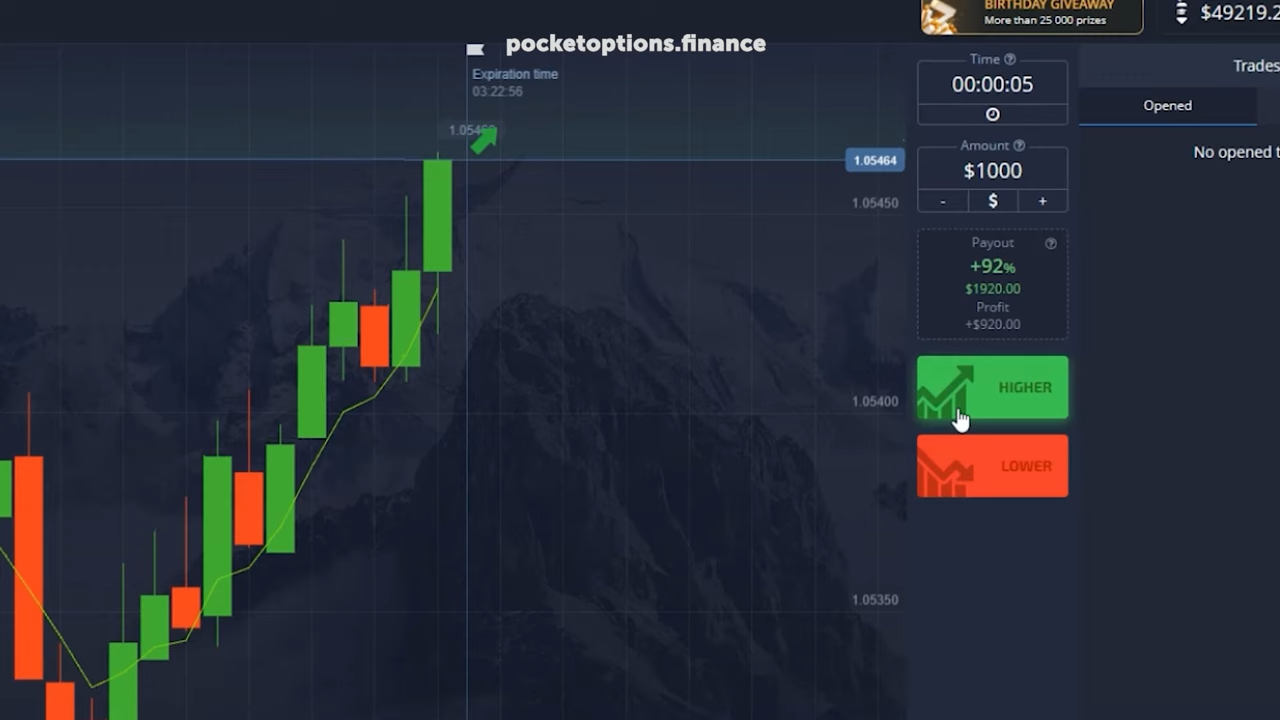 BIRTHDAY GIVEAWAY
More than 25 000 prizes
$49219.2
pocketoptions.finance
Expiration time
03:22:56
Time
00:00:05
Trades
Opened
No opened t
1.05464
1.05450
1.05400
1.05350
Amount
$1000
- $ +
Payout
+92%
$1920.00
Profit
+$920.00
HIGHER
LOWER